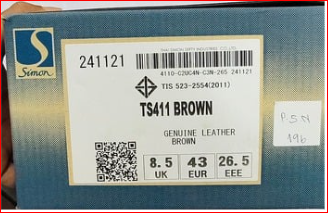 Simon
241121
4110-C2UC4N-C3N-265 241121
TIS 523-2554(2011)
TS411 BROWN
GENUINE LEATHER
BROWN
8.5 43 26.5
UK EUR EEE
P.S.N
196